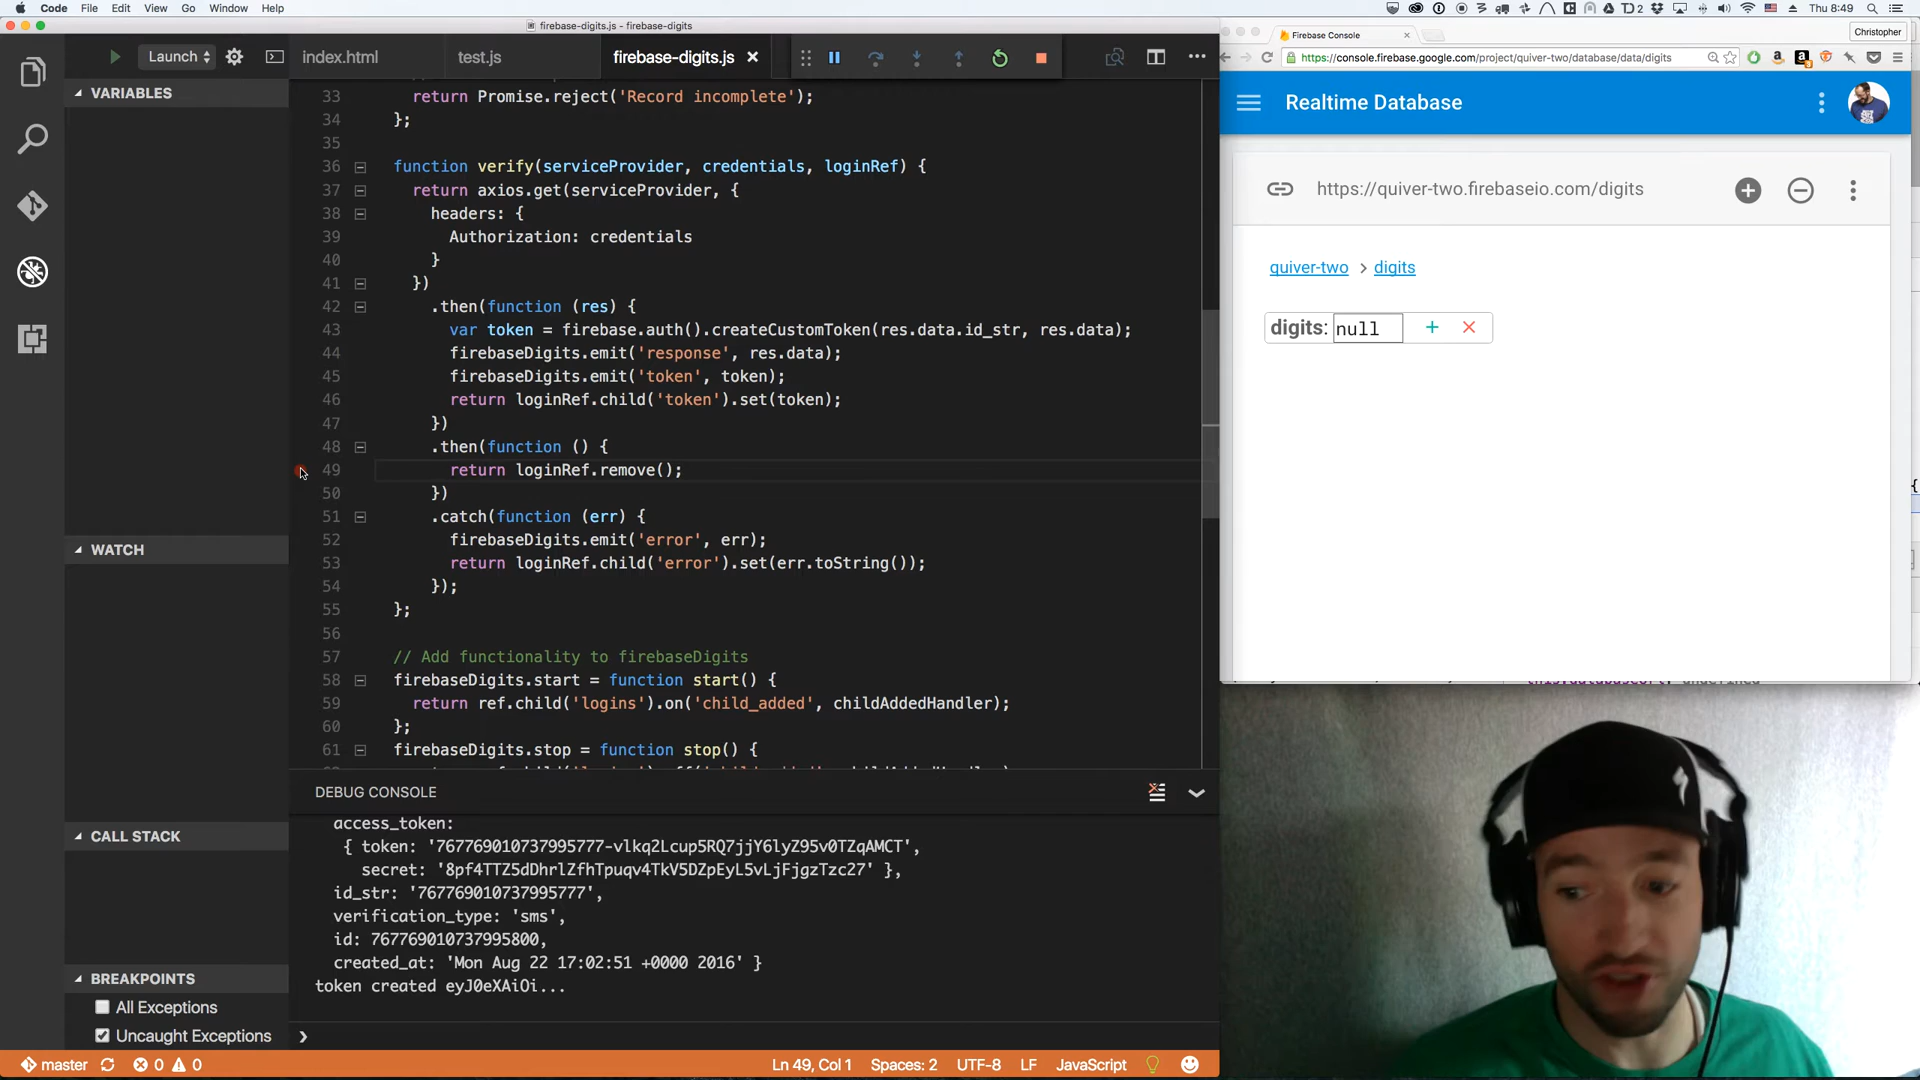 Code File Edit View Go Window Help
2
Thu 8:49
firebase-digits.js - firebase-digits
Launch
index.html
test.js
firebase-digits.js
VARIABLES
WATCH
CALL STACK
BREAKPOINTS
All Exceptions
Uncaught Exceptions
33 return Promise.reject('Record incomplete');
34 };
35
36 function verify(serviceProvider, credentials, loginRef) {
37 return axios.get(serviceProvider, {
38 headers: {
39 Authorization: credentials
40 }
41 })
42 .then(function (res) {
43 var token = firebase.auth().createCustomToken(res.data.id_str, res.data);
44 firebaseDigits.emit('response', res.data);
45 firebaseDigits.emit('token', token);
46 return loginRef.child('token').set(token);
47 })
48 .then(function () {
49 return loginRef.remove();
50 })
51 .catch(function (err) {
52 firebaseDigits.emit('error', err);
53 return loginRef.child('error').set(err.toString());
54 });
55 };
56
57 // Add functionality to firebaseDigits
58 firebaseDigits.start = function start() {
59 return ref.child('logins').on('child_added', childAddedHandler);
60 };
61 firebaseDigits.stop = function stop() {
DEBUG CONSOLE
access_token:
{ token: '767769010737995777-vlkq2Lcup5RQ7jjY6lyZ95v0TZqAMCT',
secret: '8pf4TTZ5dDhrlZfhTpuqv4TkV5DZpEyL5vLjFjgzTzc27' },
id_str: '767769010737995777',
verification_type: 'sms',
id: 767769010737995800,
created_at: 'Mon Aug 22 17:02:51 +0000 2016' }
token created eyJ0eXAiOi...
master
0
0
Ln 49, Col 1
Spaces: 2
UTF-8
LF
JavaScript
Firebase Console
Christopher
https://console.firebase.google.com/project/quiver-two/database/data/digits
Realtime Database
https://quiver-two.firebaseio.com/digits
quiver-two > digits
digits: null